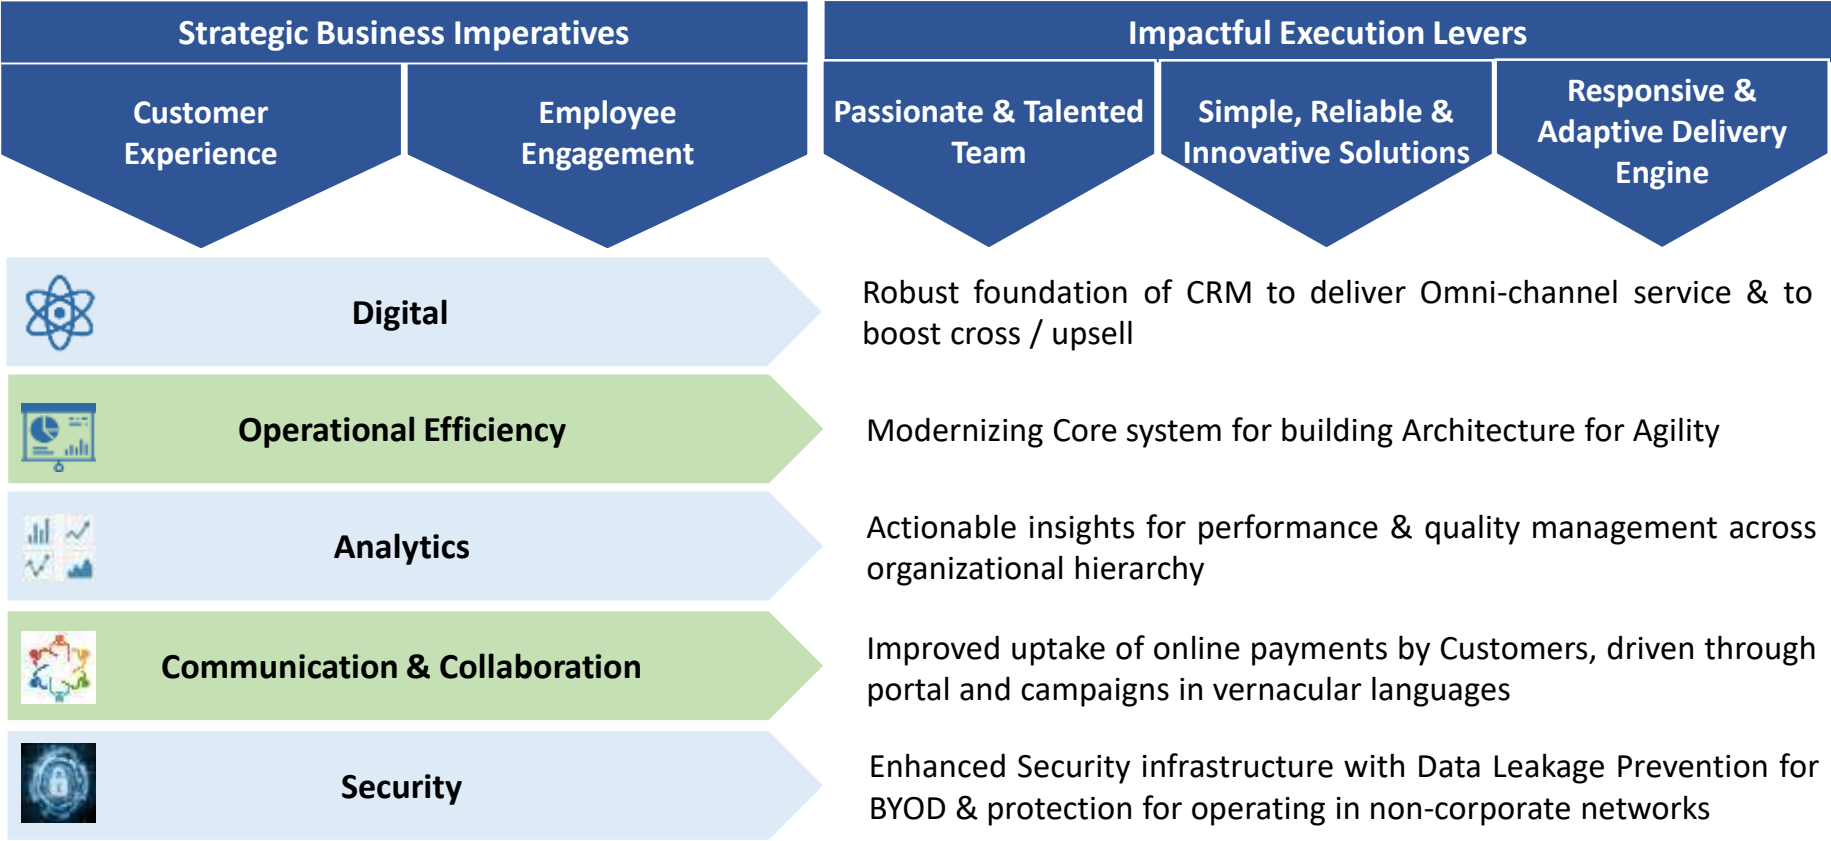 Strategic Business Imperatives
Impactful Execution Levers
Customer
Experience
Employee
Engagement
Passionate & Talented
Team
Simple, Reliable &
Innovative Solutions
Responsive &
Adaptive Delivery
Engine
Digital
Robust foundation of CRM to deliver Omni-channel service & to
boost cross / upsell
Operational Efficiency
Modernizing Core system for building Architecture for Agility
Analytics
Actionable insights for performance & quality management across
organizational hierarchy
Communication & Collaboration
Improved uptake of online payments by Customers, driven through
portal and campaigns in vernacular languages
Security
Enhanced Security infrastructure with Data Leakage Prevention for
BYOD & protection for operating in non-corporate networks